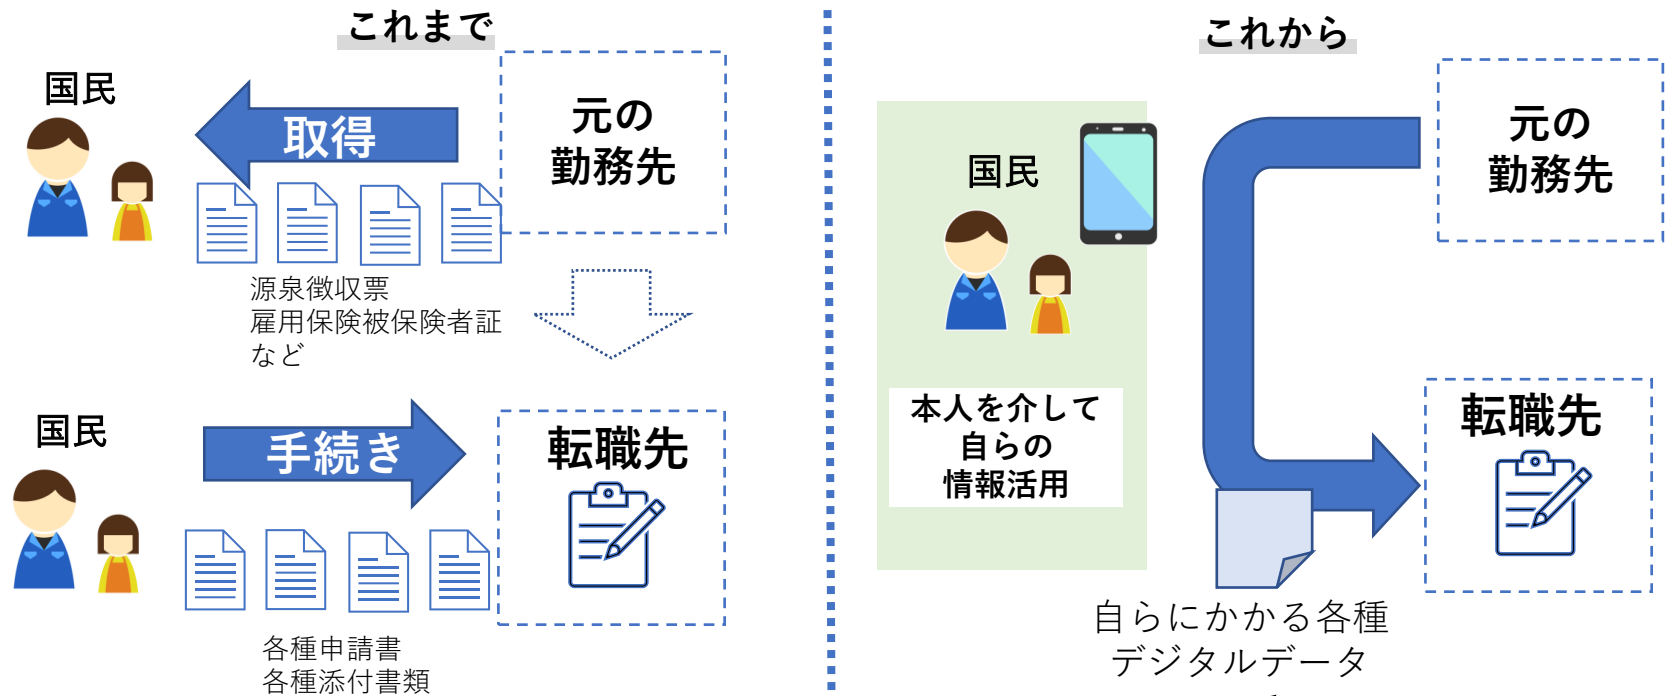 これまで
国民
取得
元の
勤務先
源泉徴収票
雇用保険被保険者証
など
国民
手続き
転職先
各種申請書
各種添付書類
これから
国民
元の
勤務先
本人を介して
自らの
情報活用
転職先
自らにかかる各種
デジタルデータ